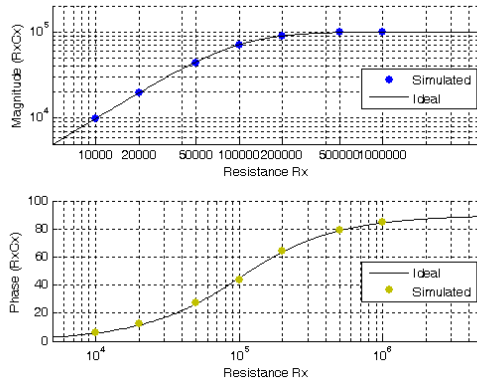 Magnitude (RxCx)
10^5
10^4
Simulated
Ideal
10000 20000 50000 100000 200000 500000 1000000
Resistance Rx
Phase (RxCx)
100
80
60
40
20
0
Ideal
Simulated
10^4 10^5 10^6
Resistance Rx